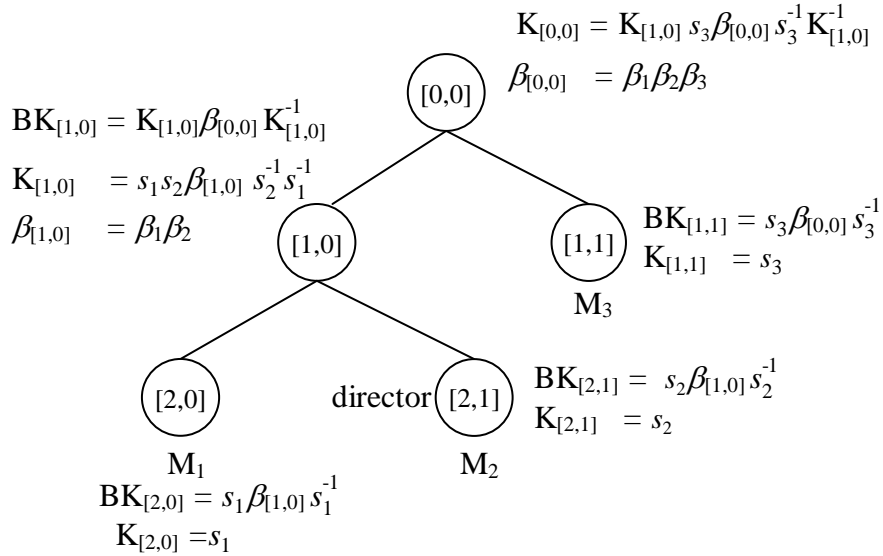 K[0,0] = K[1,0] s₃β[0,0] s₃⁻¹ K[1,0]⁻¹
β[0,0] = β₁β₂β₃
[0,0]
BK[1,0] = K[1,0]β[0,0] K[1,0]⁻¹
K[1,0] = s₁s₂β[1,0] s₂⁻¹s₁⁻¹
β[1,0] = β₁β₂
[1,0]
[1,1]
BK[1,1] = s₃β[0,0] s₃⁻¹
K[1,1] = s₃
M₃
[2,0]
director
[2,1]
BK[2,1] = s₂β[1,0] s₂⁻¹
K[2,1] = s₂
M₁
M₂
BK[2,0] = s₁β[1,0] s₁⁻¹
K[2,0] =s₁